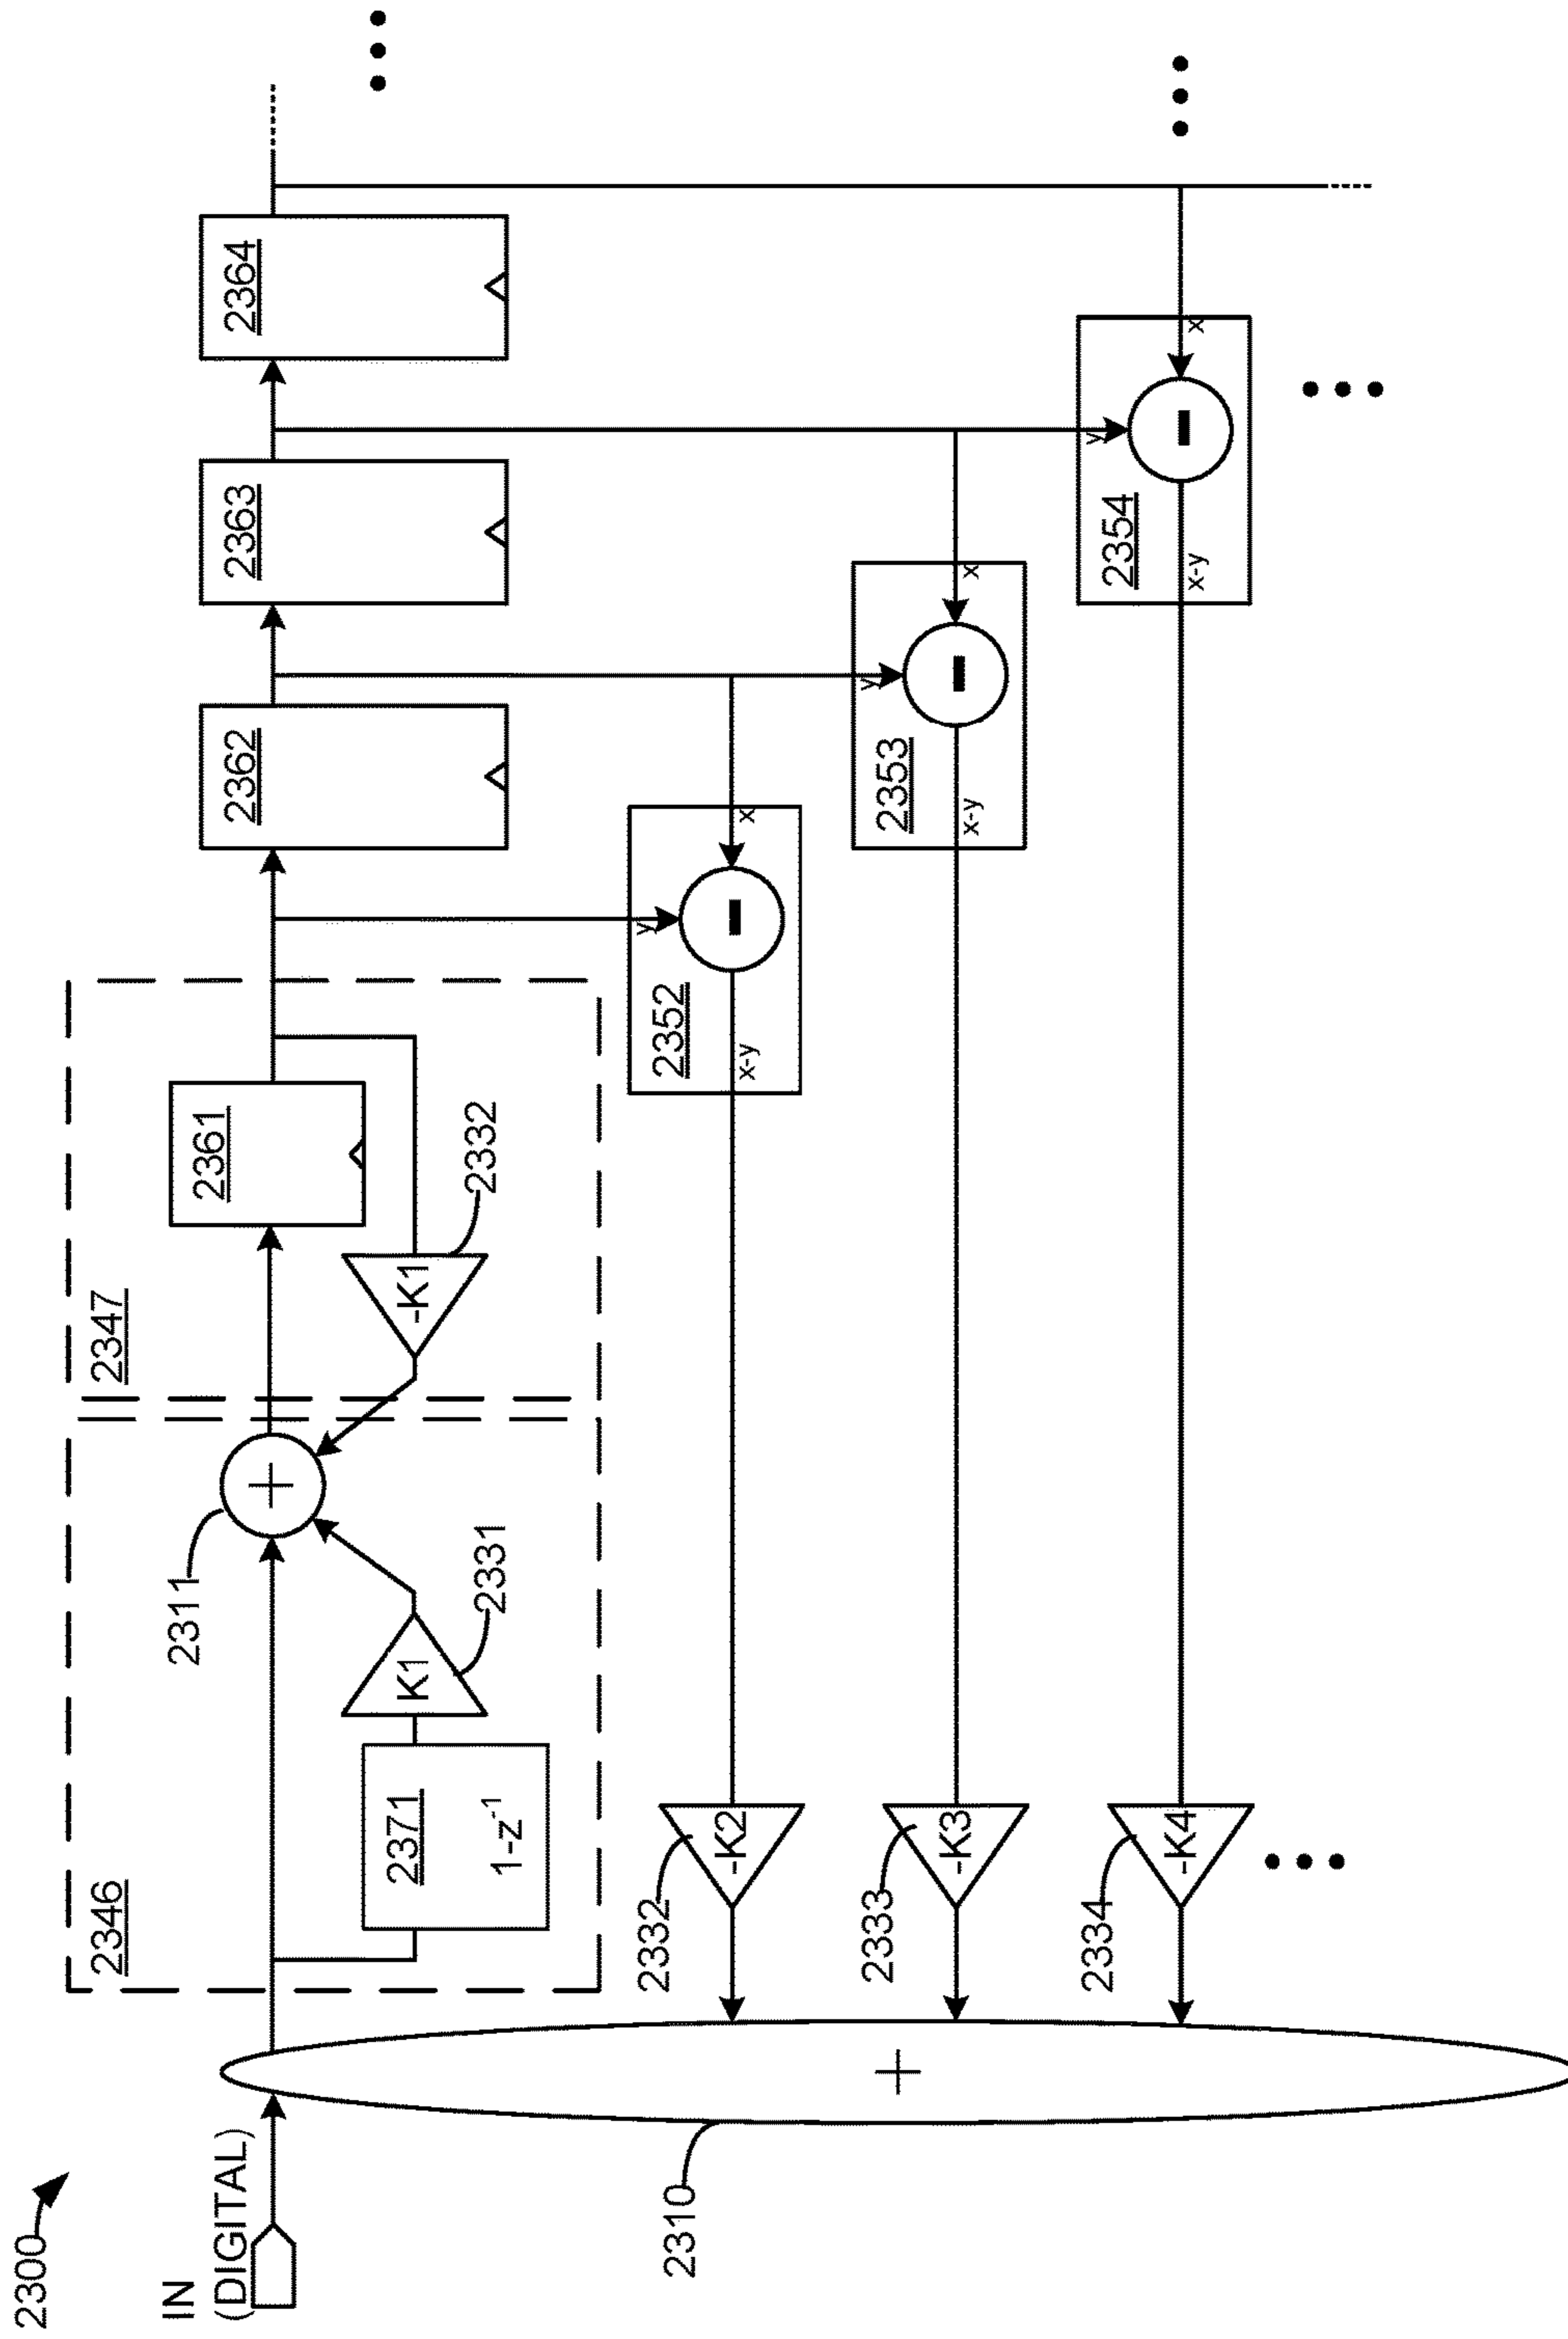 2300
IN
(DIGITAL)
2310
+
2346
2371
1-z⁻¹
K1
2331
2311
+
2347
2361
-K1
2332
2362
2363
2364
2332
-K2
x-y
2352
y
x
2333
-K3
x-y
2353
y
x
2334
-K4
x-y
2354
y
x